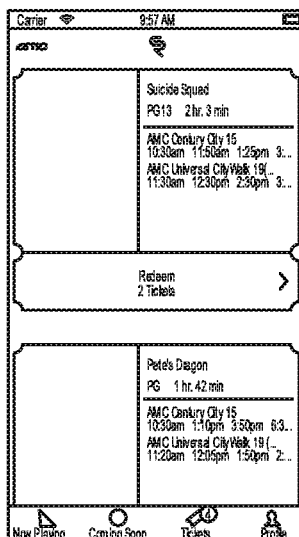 Carier 9:57 AM
amc
Suicide Squad
PG13 2 hr. 3 min
AMC Century City 15
10:30am 11:50am 1:25pm 3:...
AMC Universal CityWalk 19(...
11:30am 12:30pm 2:30pm 3:...
Redeem
2 Tickets
Pete's Dragon
PG 1 hr. 42 min
AMC Century City 15
10:30am 1:10pm 3:50pm 6:3...
AMC Universal CityWalk 19 (...
11:20am 12:05pm 1:50pm 2:...
4
Now Playing Coming Soon Tickets Profile